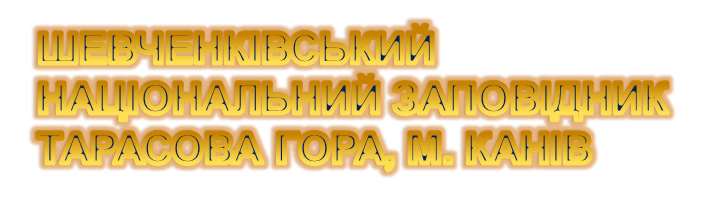 ШЕВЧЕНКІВСЬКИЙ
НАЦІОНАЛЬНИЙ ЗАПОВІДНИК
ТАРАСОВА ГОРА, М. КАНІВ